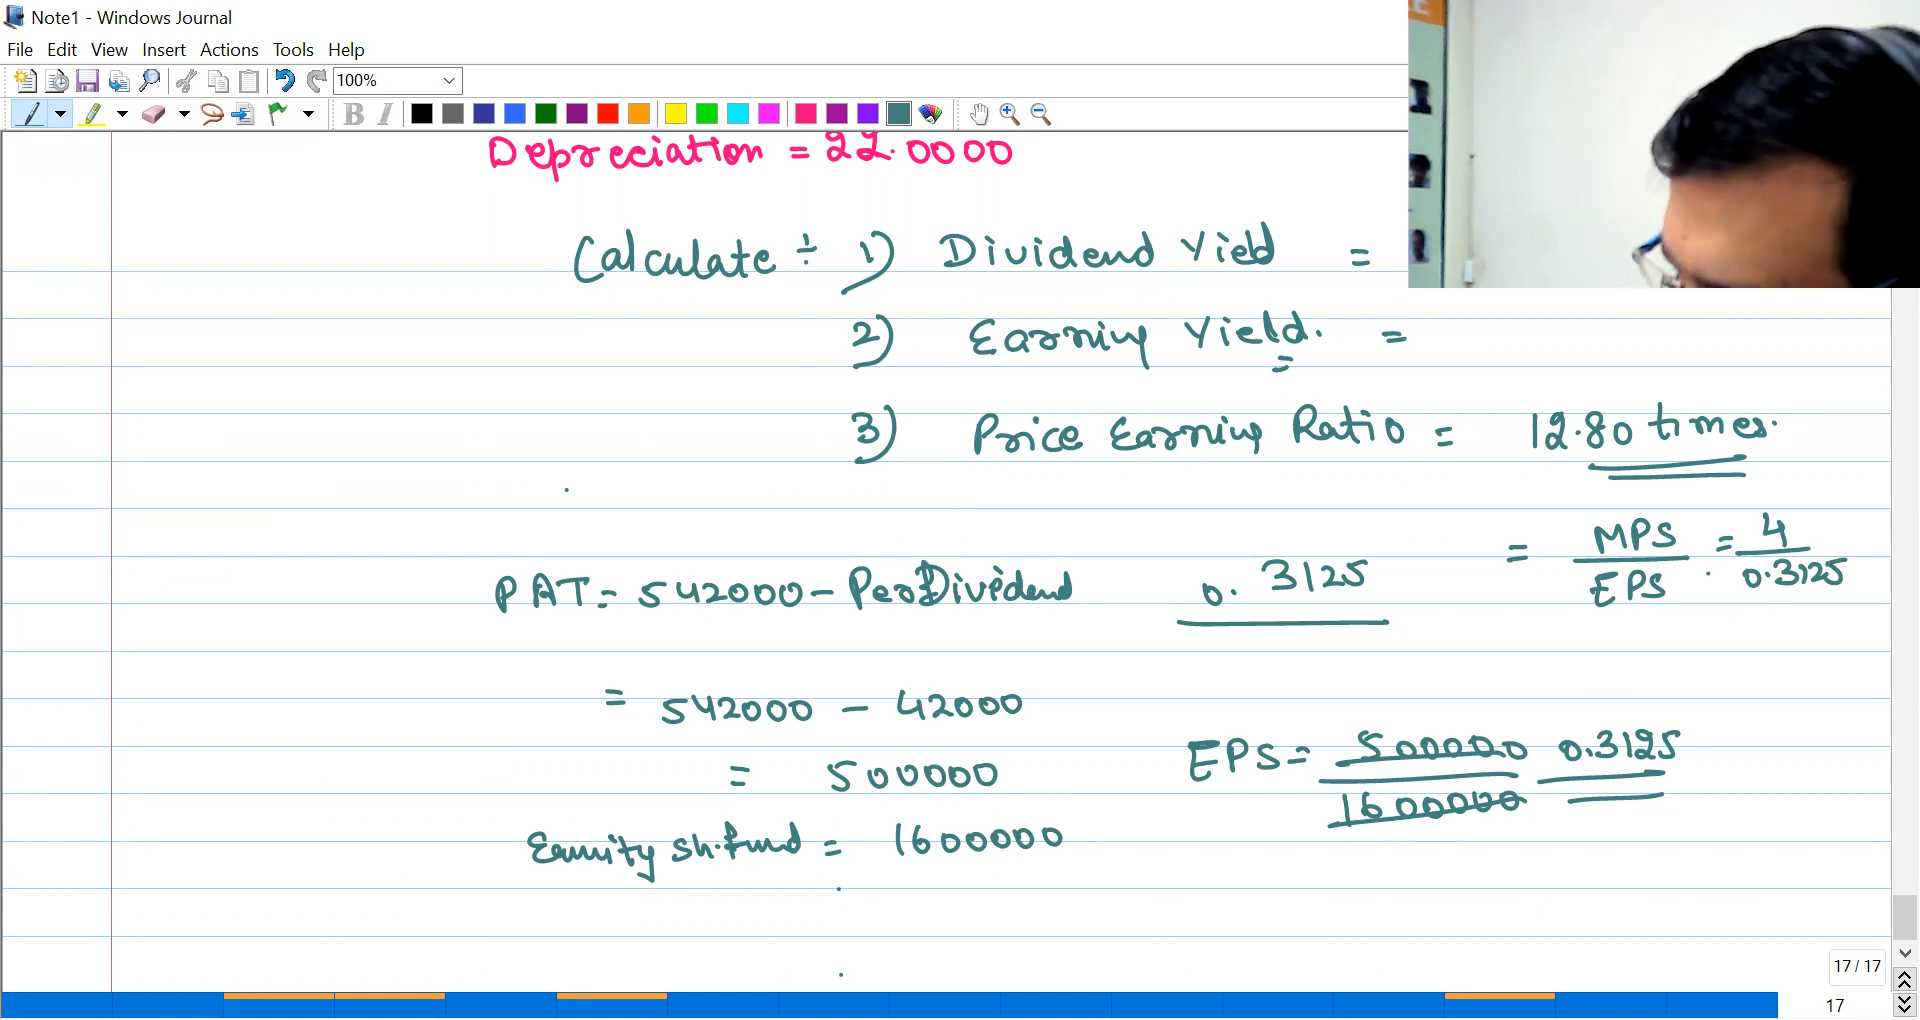 Note1 - Windows Journal
File Edit View Insert Actions Tools Help
100%
B I
Depreciation = 22.0000
Calculate ÷ 1) Dividend Yield =
2) Earning Yield. =
3) Price Earning Ratio = 12.80 times.
= MPS / EPS = 4 / 0.3125
PAT = 542000 - Dividend 0.3125
= 542000 - 42000
= 500000
EPS = 500000 / 1600000 0.3125
Equity sh. fund = 1600000
17 / 17
17